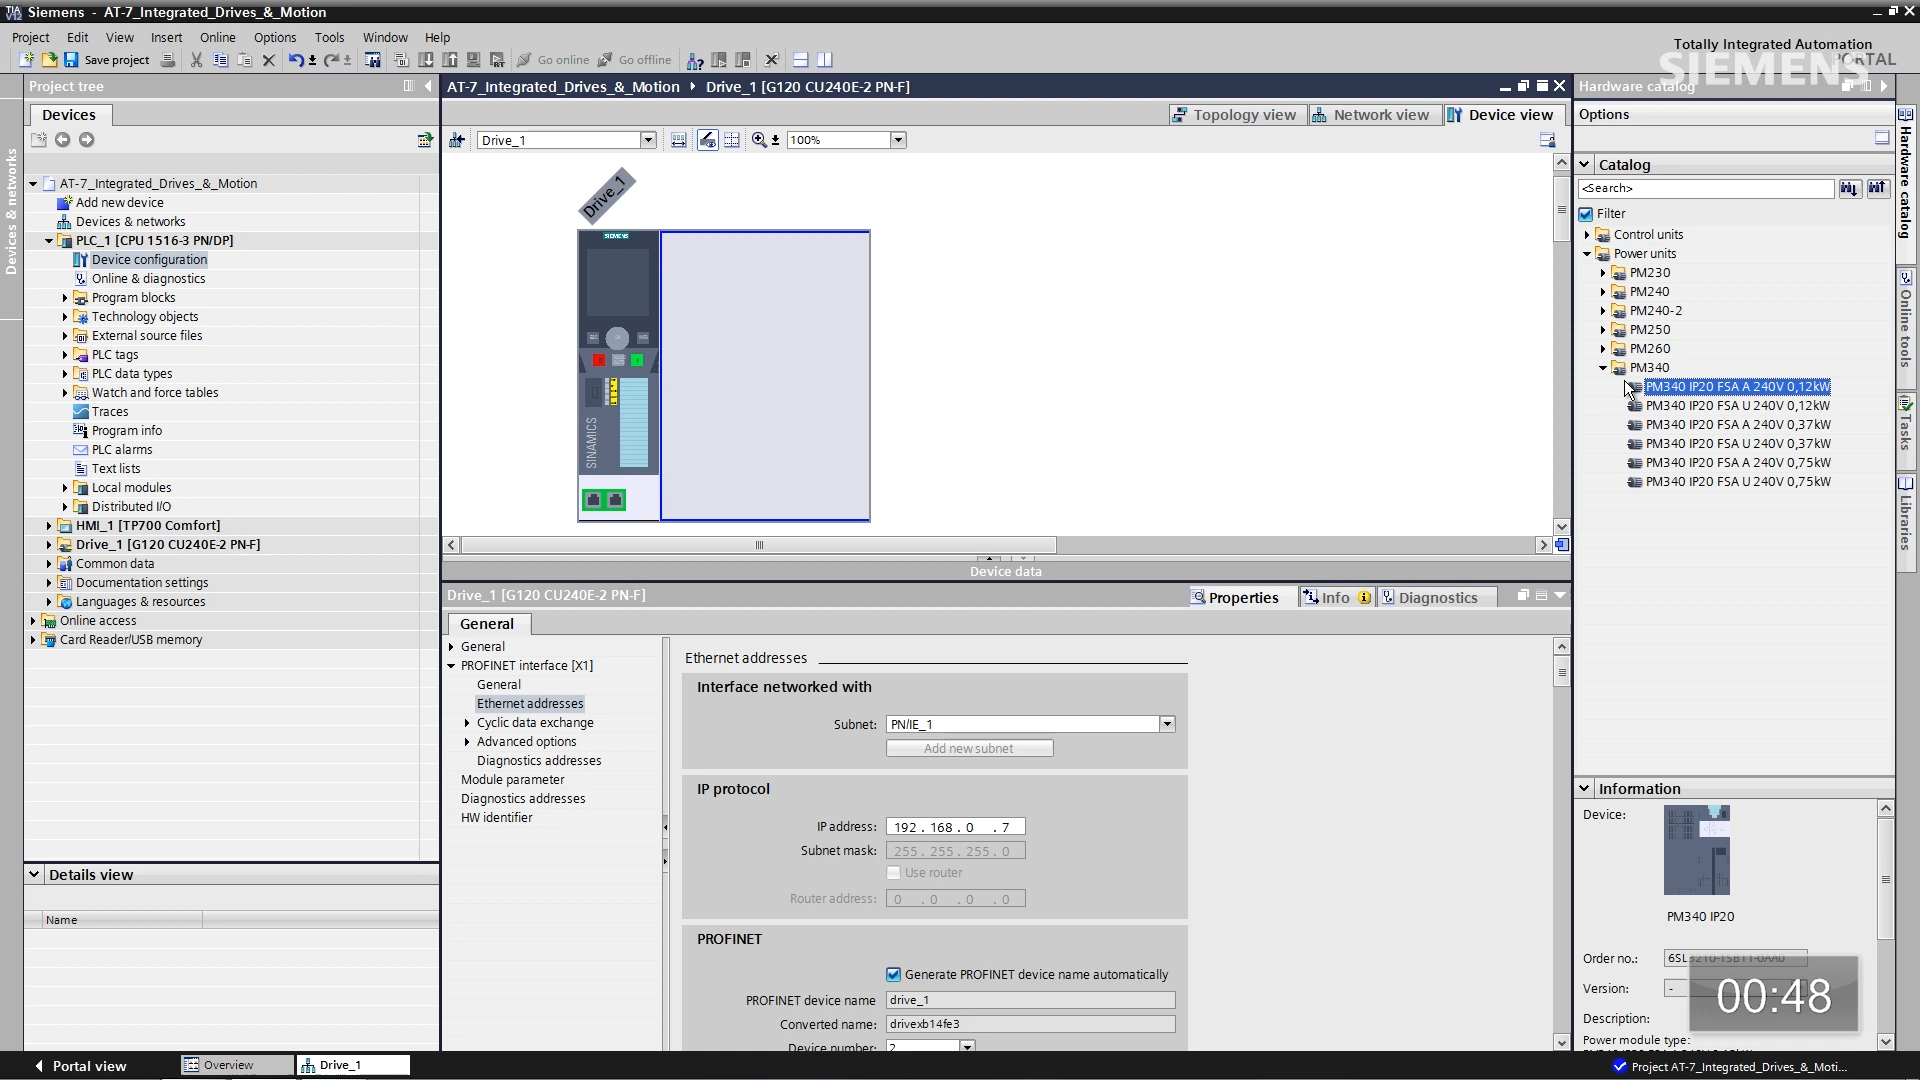 Siemens - AT-7_Integrated_Drives_&_Motion
Project Edit View Insert Online Options Tools Window Help
Totally Integrated Automation
PORTAL
SIEMENS
Save project
Go online
Go offline
Project tree
AT-7_Integrated_Drives_&_Motion Drive_1 [G120 CU240E-2 PN-F]
Hardware catalog
Devices
Topology view
Network view
Device view
Options
Devices & networks
Drive_1
100%
AT-7_Integrated_Drives_&_Motion
Add new device
Devices & networks
PLC_1 [CPU 1516-3 PN/DP]
Device configuration
Online & diagnostics
Program blocks
Technology objects
External source files
PLC tags
PLC data types
Watch and force tables
Traces
Program info
PLC alarms
Text lists
Local modules
Distributed I/O
HMI_1 [TP700 Comfort]
Drive_1 [G120 CU240E-2 PN-F]
Common data
Documentation settings
Languages & resources
Online access
Card Reader/USB memory
Details view
Name
Drive_1
SIEMENS
SINAMICS
Device data
Drive_1 [G120 CU240E-2 PN-F]
Properties
Info
Diagnostics
General
General
PROFINET interface [X1]
General
Ethernet addresses
Cyclic data exchange
Advanced options
Diagnostics addresses
Module parameter
Diagnostics addresses
HW identifier
Ethernet addresses
Interface networked with
Subnet: PN/IE_1
Add new subnet
IP protocol
IP address: 192 . 168 . 0 . 7
Subnet mask: 255 . 255 . 255 . 0
Use router
Router address: 0 . 0 . 0 . 0
PROFINET
Generate PROFINET device name automatically
PROFINET device name drive_1
Converted name: drivexb14fe3
Device number: 2
Catalog
<Search>
Filter
Control units
Power units
PM230
PM240
PM240-2
PM250
PM260
PM340
PM340 IP20 FSA A 240V 0,12kW
PM340 IP20 FSA U 240V 0,12kW
PM340 IP20 FSA A 240V 0,37kW
PM340 IP20 FSA U 240V 0,37kW
PM340 IP20 FSA A 240V 0,75kW
PM340 IP20 FSA U 240V 0,75kW
Hardware catalog
Online tools
Tasks
Libraries
Information
Device:
PM340 IP20
Order no.: 6SL3210-1SB11-0AA0
Version: -
Description:
Power module type:
00:48
Portal view
Overview
Drive_1
Project AT-7_Integrated_Drives_&_Moti...